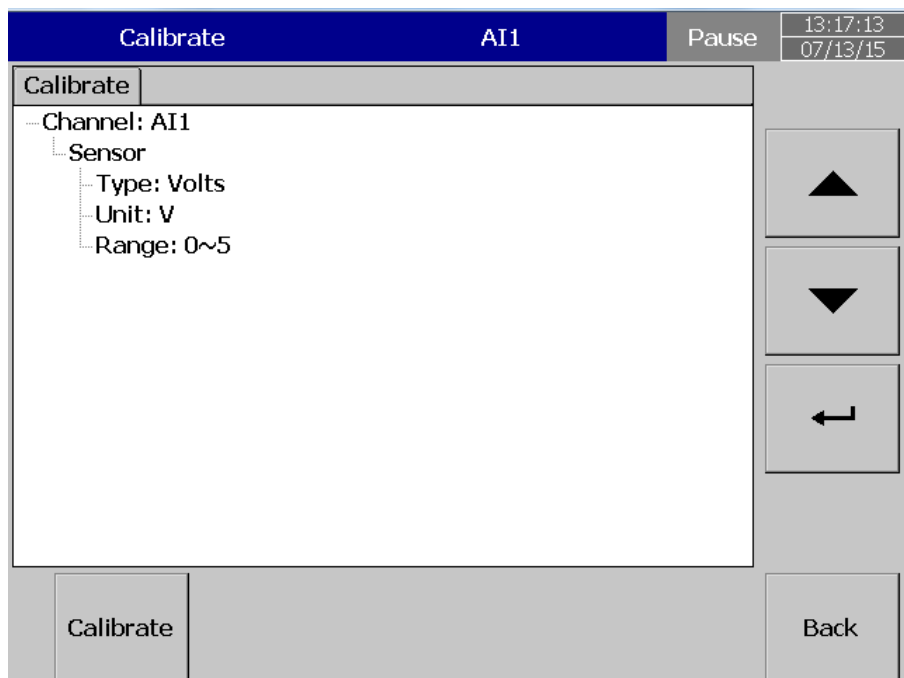 Calibrate AI1 Pause 13:17:13
07/13/15
Calibrate
Channel: AI1
Sensor
Type: Volts
Unit: V
Range: 0~5
Calibrate Back